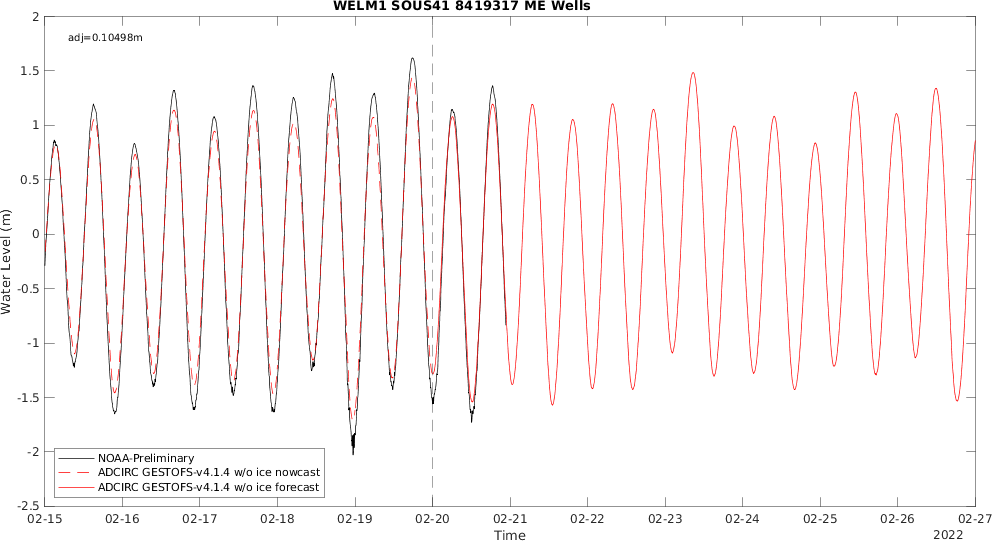 WELM1 SOUS41 8419317 ME Wells
adj=0.10498m
2
1.5
1
0.5
0
-0.5
-1
-1.5
-2
-2.5
Water Level (m)
NOAA-Preliminary
ADCIRC GESTOFS-v4.1.4 w/o ice nowcast
ADCIRC GESTOFS-v4.1.4 w/o ice forecast
02-15 02-16 02-17 02-18 02-19 02-20 02-21 02-22 02-23 02-24 02-25 02-26 02-27
Time
2022